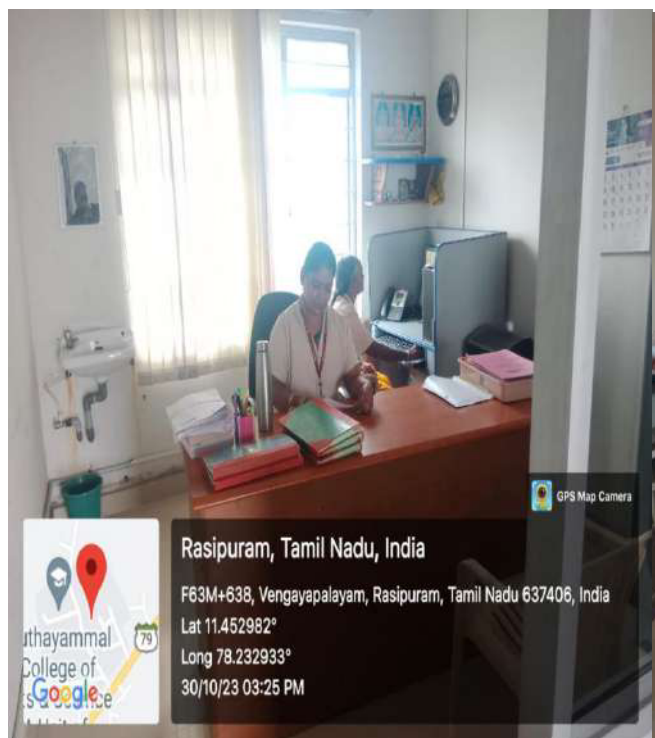 GPS Map Camera
Rasipuram, Tamil Nadu, India
F63M+638, Vengayapalayam, Rasipuram, Tamil Nadu 637406, India
Lat 11.452982°
Long 78.232933°
30/10/23 03:25 PM
uthayammal
79
College of
Google